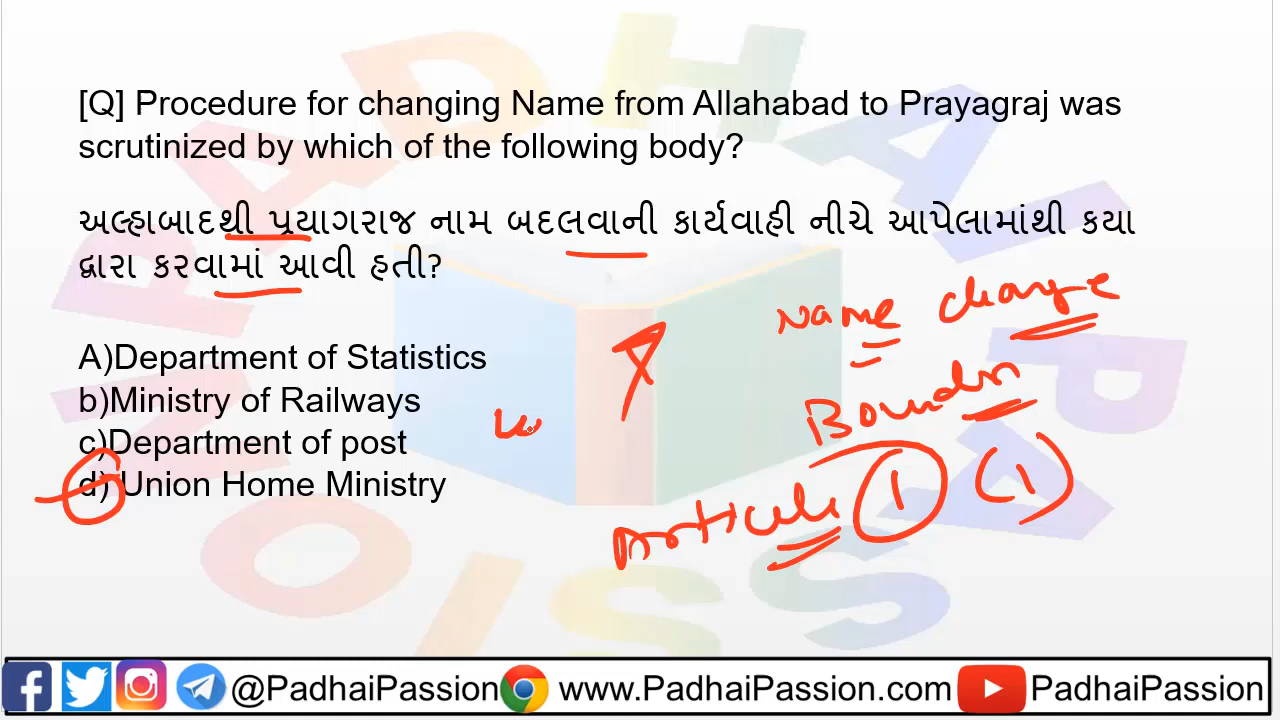 [Q] Procedure for changing Name from Allahabad to Prayagraj was
scrutinized by which of the following body?
અલ્હાબાદથી પ્રયાગરાજ નામ બદલવાની કાર્યવાહી નીચે આપેલામાંથી કયા
દ્વારા કરવામાં આવી હતી?
A)Department of Statistics
b)Ministry of Railways
c)Department of post
d) Union Home Ministry
Name change
Article 1 (1)
@PadhaiPassion www.PadhaiPassion.com PadhaiPassion